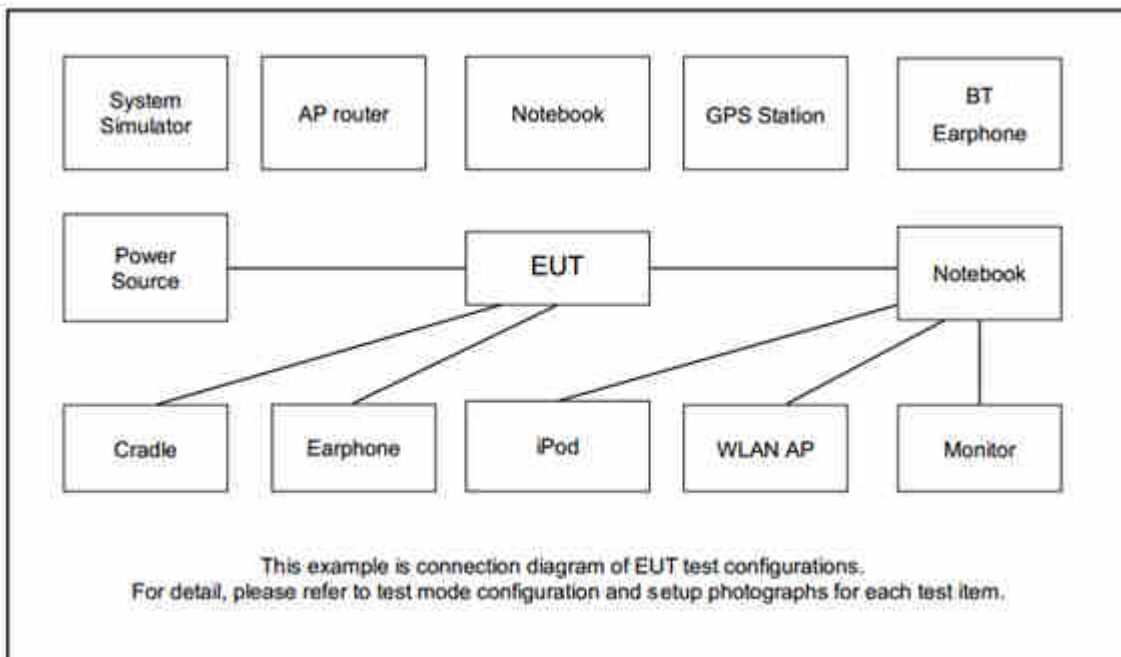 System
Simulator
AP router
Notebook
GPS Station
BT
Earphone
Power
Source
EUT
Notebook
Cradle
Earphone
iPod
WLAN AP
Monitor
This example is connection diagram of EUT test configurations.
For detail, please refer to test mode configuration and setup photographs for each test item.